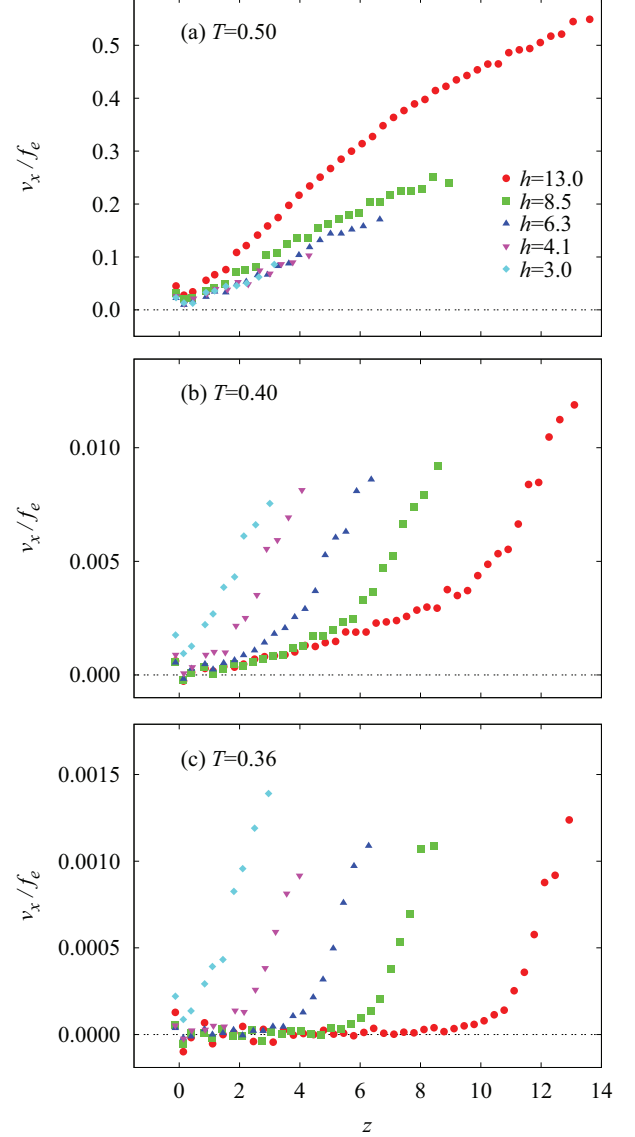 (a) T=0.50
0.5
0.4
0.3
0.2
0.1
0.0
v_x/f_e
h=13.0
h=8.5
h=6.3
h=4.1
h=3.0
(b) T=0.40
0.010
0.005
0.000
v_x/f_e
(c) T=0.36
0.0015
0.0010
0.0005
0.0000
v_x/f_e
0 2 4 6 8 10 12 14
z